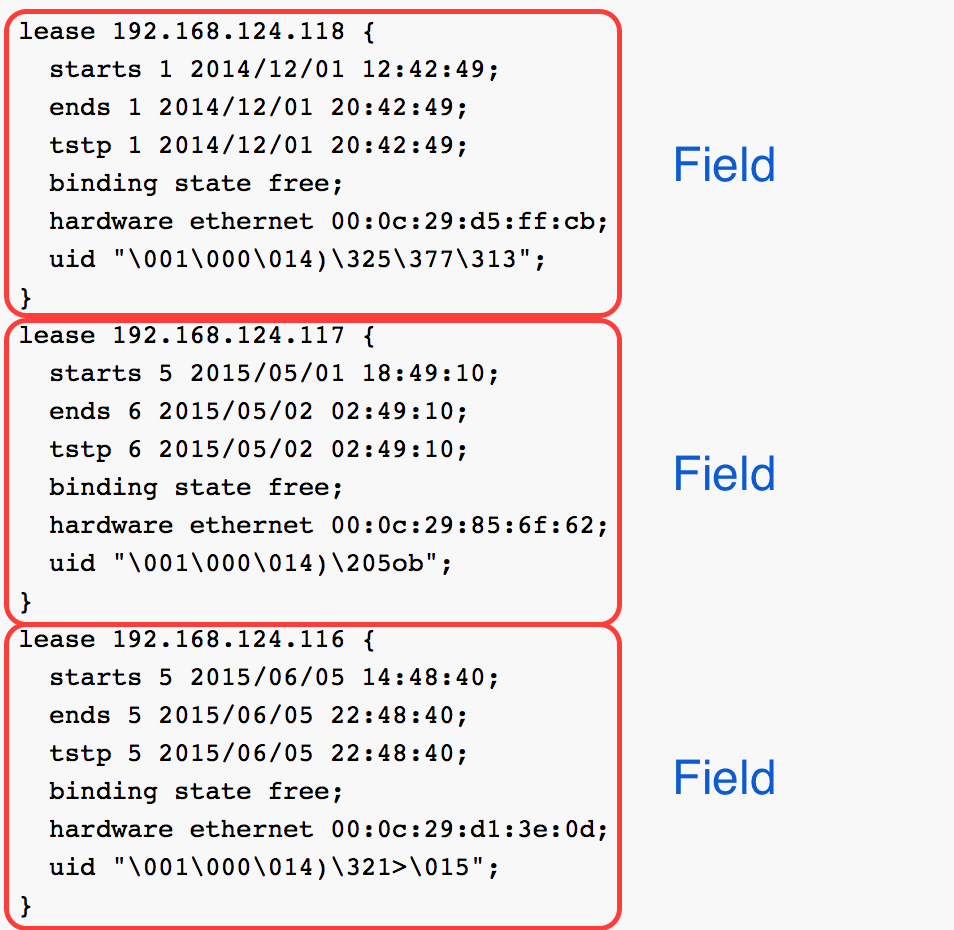 lease 192.168.124.118 {
  starts 1 2014/12/01 12:42:49;
  ends 1 2014/12/01 20:42:49;
  tstp 1 2014/12/01 20:42:49;
  binding state free;
  hardware ethernet 00:0c:29:d5:ff:cb;
  uid "\001\000\014)\325\377\313";
}
Field
lease 192.168.124.117 {
  starts 5 2015/05/01 18:49:10;
  ends 6 2015/05/02 02:49:10;
  tstp 6 2015/05/02 02:49:10;
  binding state free;
  hardware ethernet 00:0c:29:85:6f:62;
  uid "\001\000\014)\205ob";
}
Field
lease 192.168.124.116 {
  starts 5 2015/06/05 14:48:40;
  ends 5 2015/06/05 22:48:40;
  tstp 5 2015/06/05 22:48:40;
  binding state free;
  hardware ethernet 00:0c:29:d1:3e:0d;
  uid "\001\000\014)\321>\015";
}
Field